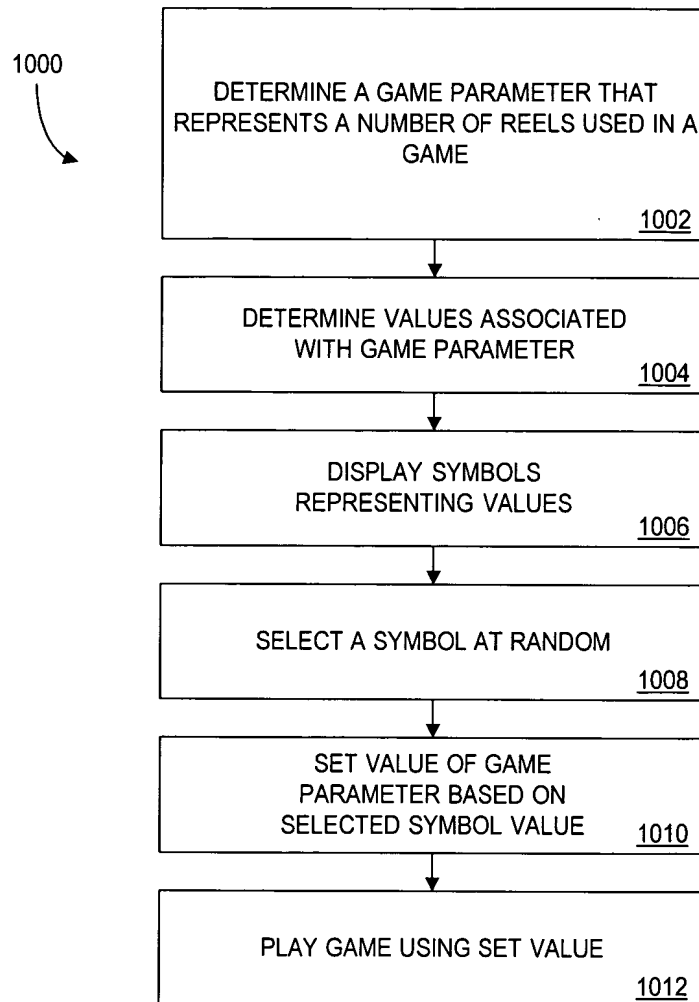 1000
DETERMINE A GAME PARAMETER THAT
REPRESENTS A NUMBER OF REELS USED IN A
GAME
1002
DETERMINE VALUES ASSOCIATED
WITH GAME PARAMETER
1004
DISPLAY SYMBOLS
REPRESENTING VALUES
1006
SELECT A SYMBOL AT RANDOM
1008
SET VALUE OF GAME
PARAMETER BASED ON
SELECTED SYMBOL VALUE
1010
PLAY GAME USING SET VALUE
1012